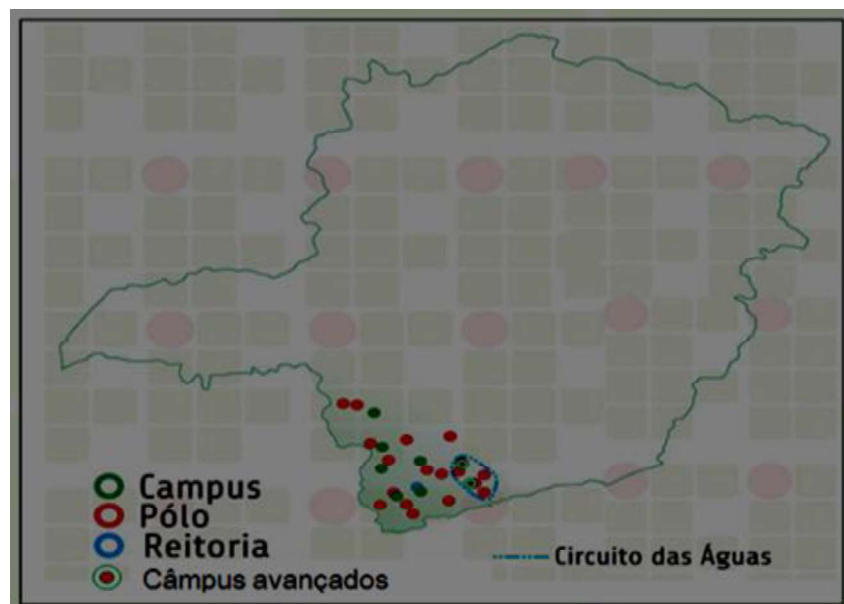 Campus
Pólo
Reitoria
Câmpus avançados
Circuito das Águas